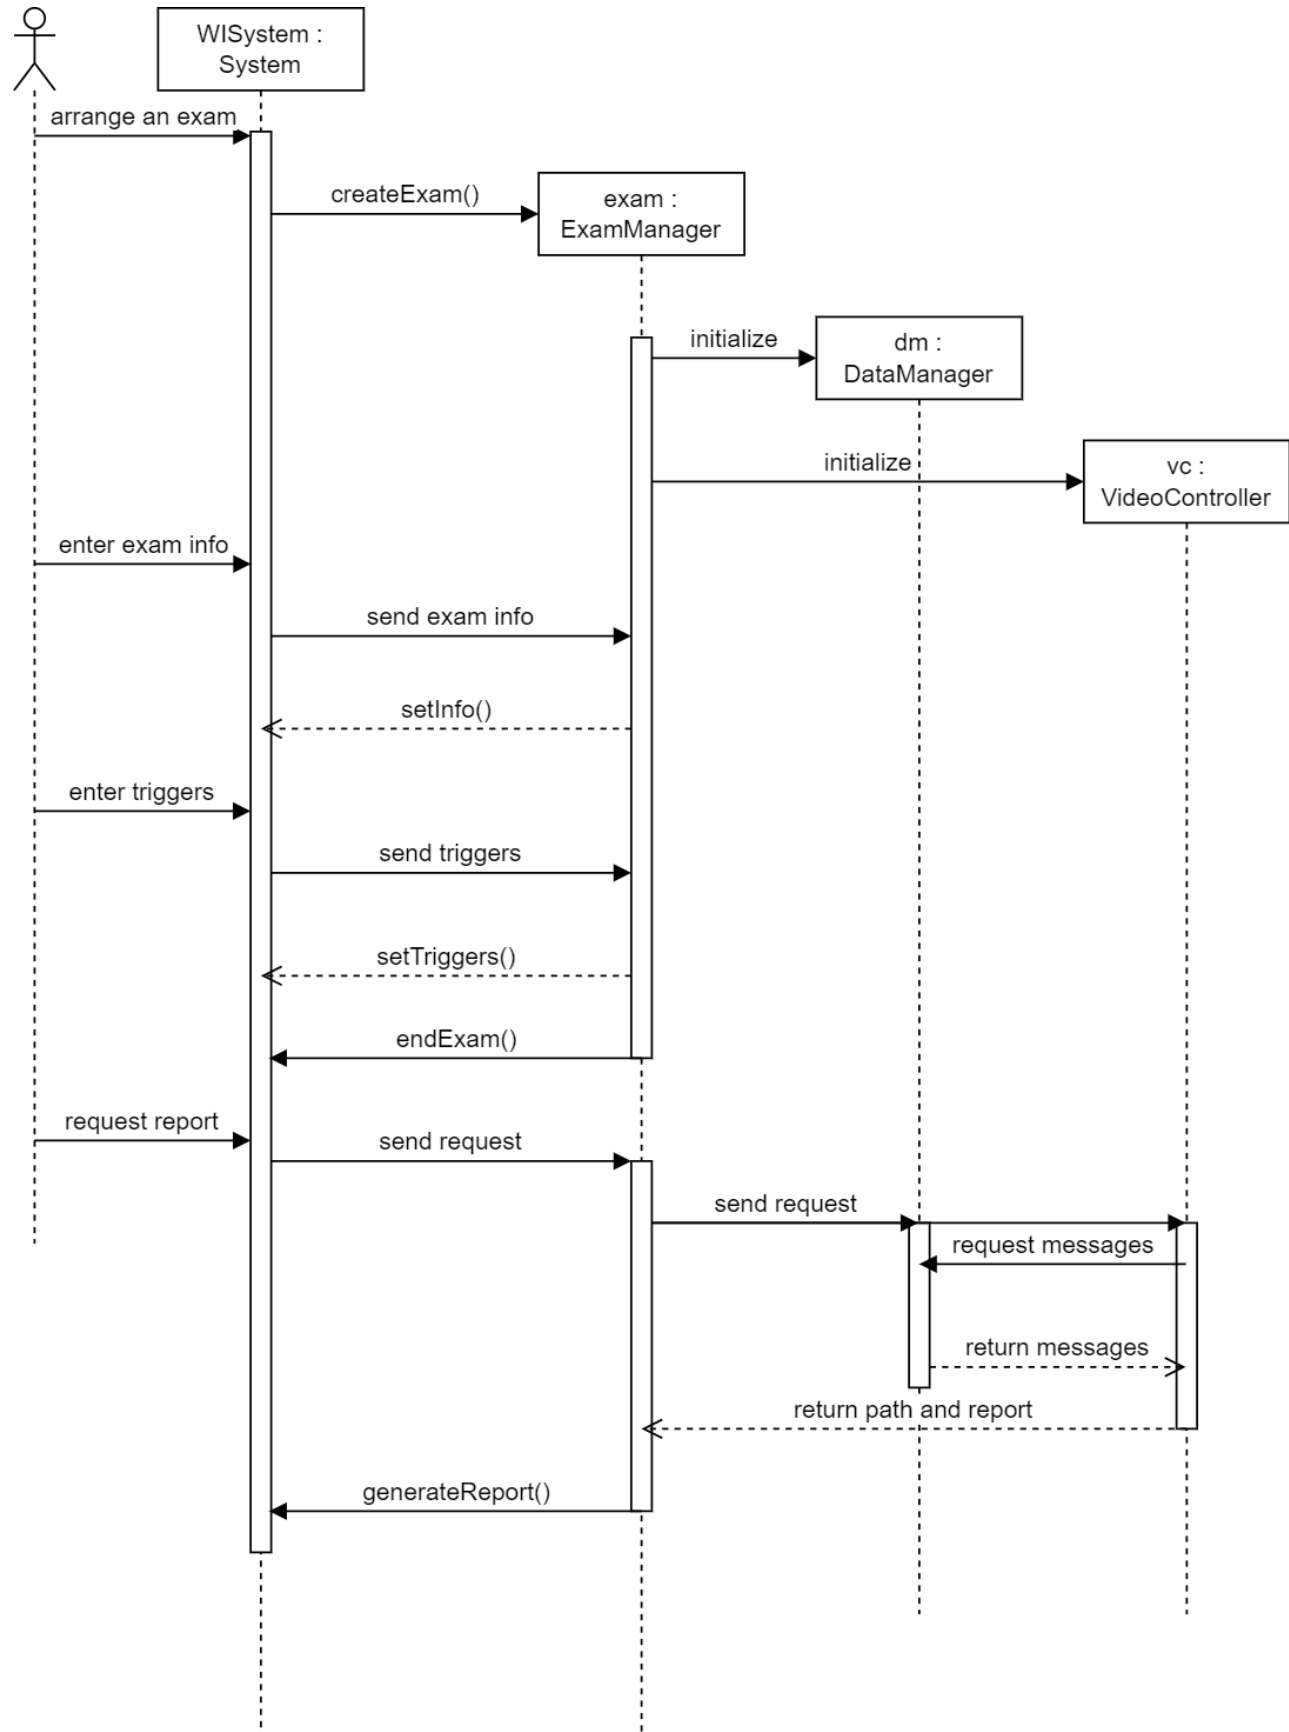 WISystem :
System
arrange an exam
createExam()
exam :
ExamManager
initialize
dm :
DataManager
initialize
vc :
VideoController
enter exam info
send exam info
setInfo()
enter triggers
send triggers
setTriggers()
endExam()
request report
send request
send request
request messages
return messages
return path and report
generateReport()